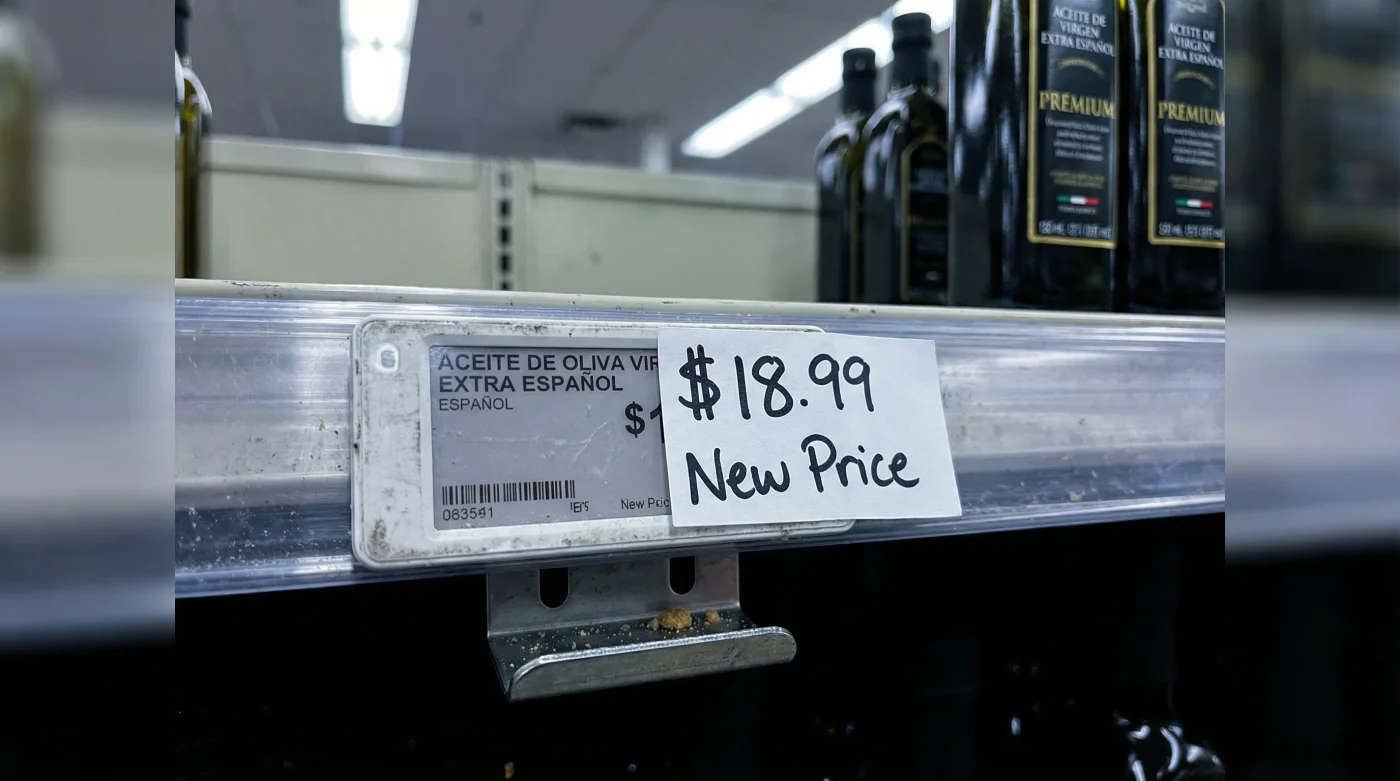 ACEITE DE
VIRGEN
EXTRA ESPAÑOL
PREMIUM
ACEITE DE
VIRGEN
EXTRA ESPAÑOL
PREMIUM
ACEITE DE OLIVA VIR
EXTRA ESPAÑOL
ESPAÑOL
$1
083541
New Pric
$18.99
New Price